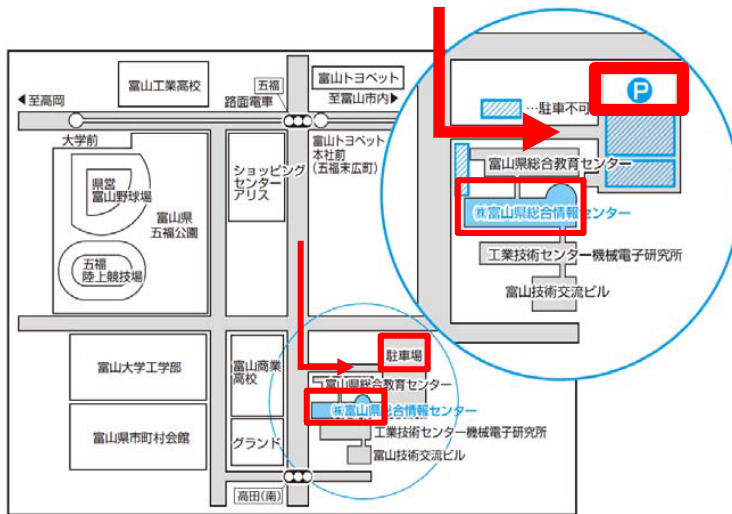 富山工業高校
五福
富山トヨペット
◀至高岡
路面電車
至富山市内▶
大学前
富山トヨペット
本社前
(五福末広町)
県営
富山野球場
ショッピング
センター
アリス
富山県
五福公園
五福
陸上競技場
駐車場
富山大学工学部
富山商業
高校
富山県総合教育センター
㈱富山県総合情報センター
富山県市町村会館
グランド
工業技術センター機械電子研究所
富山技術交流ビル
高田(南)
P
…駐車不可
富山県総合教育センター
㈱富山県総合情報センター
工業技術センター機械電子研究所
富山技術交流ビル